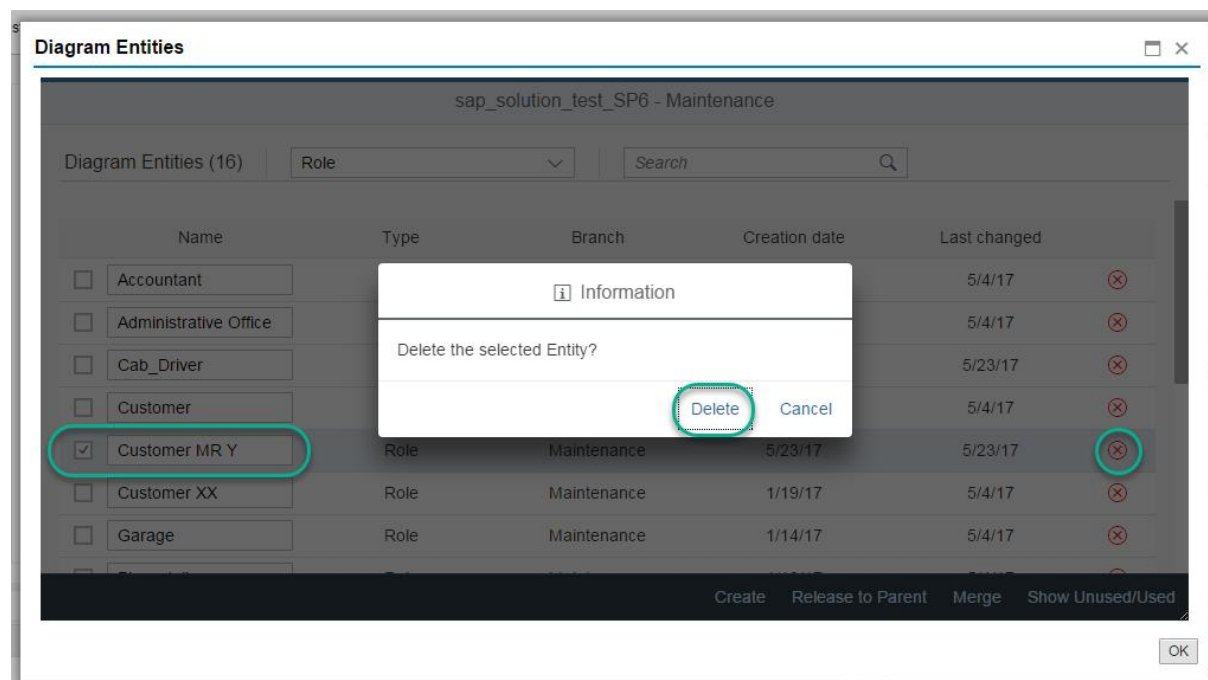 s
Diagram Entities
sap_solution_test_SP6 - Maintenance
Diagram Entities (16) Role Search
Name Type Branch Creation date Last changed
Accountant 5/4/17
Administrative Office 5/4/17
Cab_Driver 5/23/17
Customer 5/4/17
i Information
Delete the selected Entity?
Delete Cancel
Customer MR Y Role Maintenance 5/23/17 5/23/17
Customer XX Role Maintenance 1/19/17 5/4/17
Garage Role Maintenance 1/14/17 5/4/17
Create Release to Parent Merge Show Unused/Used
OK